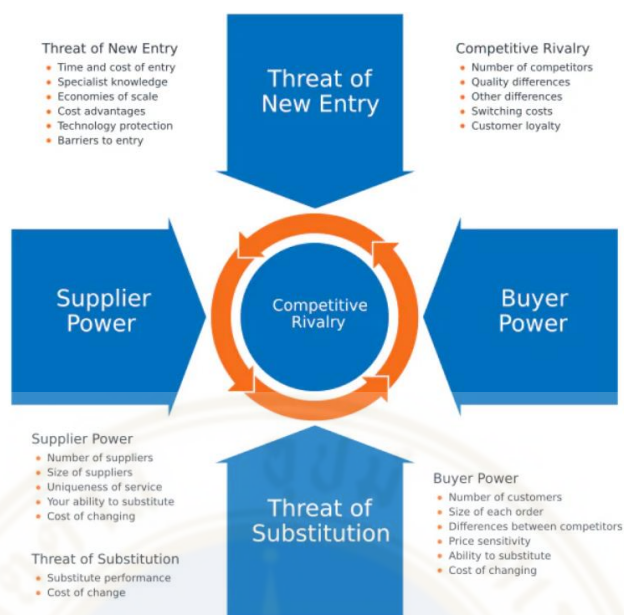 Threat of New Entry
Time and cost of entry
Specialist knowledge
Economies of scale
Cost advantages
Technology protection
Barriers to entry
Threat of
New Entry
Competitive Rivalry
Number of competitors
Quality differences
Other differences
Switching costs
Customer loyalty
Supplier
Power
Competitive
Rivalry
Buyer
Power
Supplier Power
Number of suppliers
Size of suppliers
Uniqueness of service
Your ability to substitute
Cost of changing
Threat of Substitution
Substitute performance
Cost of change
Threat of
Substitution
Buyer Power
Number of customers
Size of each order
Differences between competitors
Price sensitivity
Ability to substitute
Cost of changing